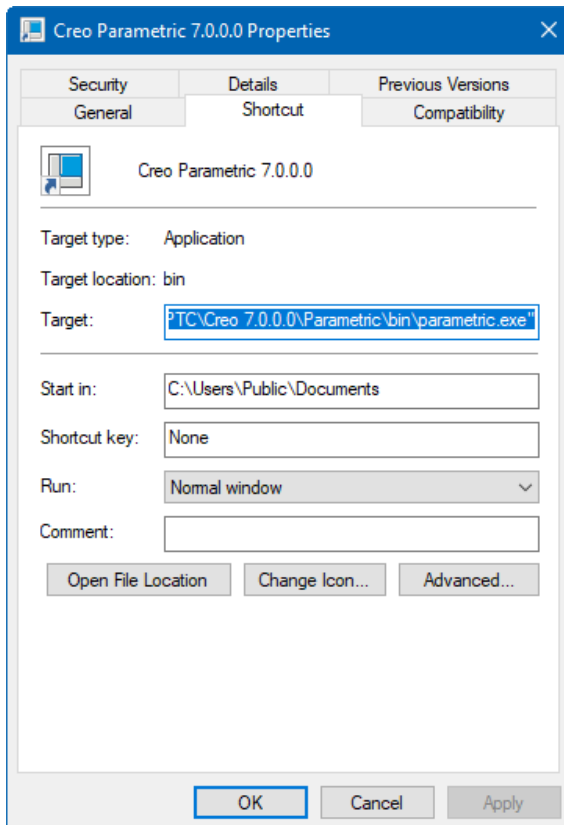 Creo Parametric 7.0.0.0 Properties
Security Details Previous Versions
General Shortcut Compatibility
Creo Parametric 7.0.0.0
Target type: Application
Target location: bin
Target: PTC\Creo 7.0.0.0\Parametric\bin\parametric.exe"
Start in: C:\Users\Public\Documents
Shortcut key: None
Run: Normal window
Comment:
Open File Location Change Icon... Advanced...
OK Cancel Apply